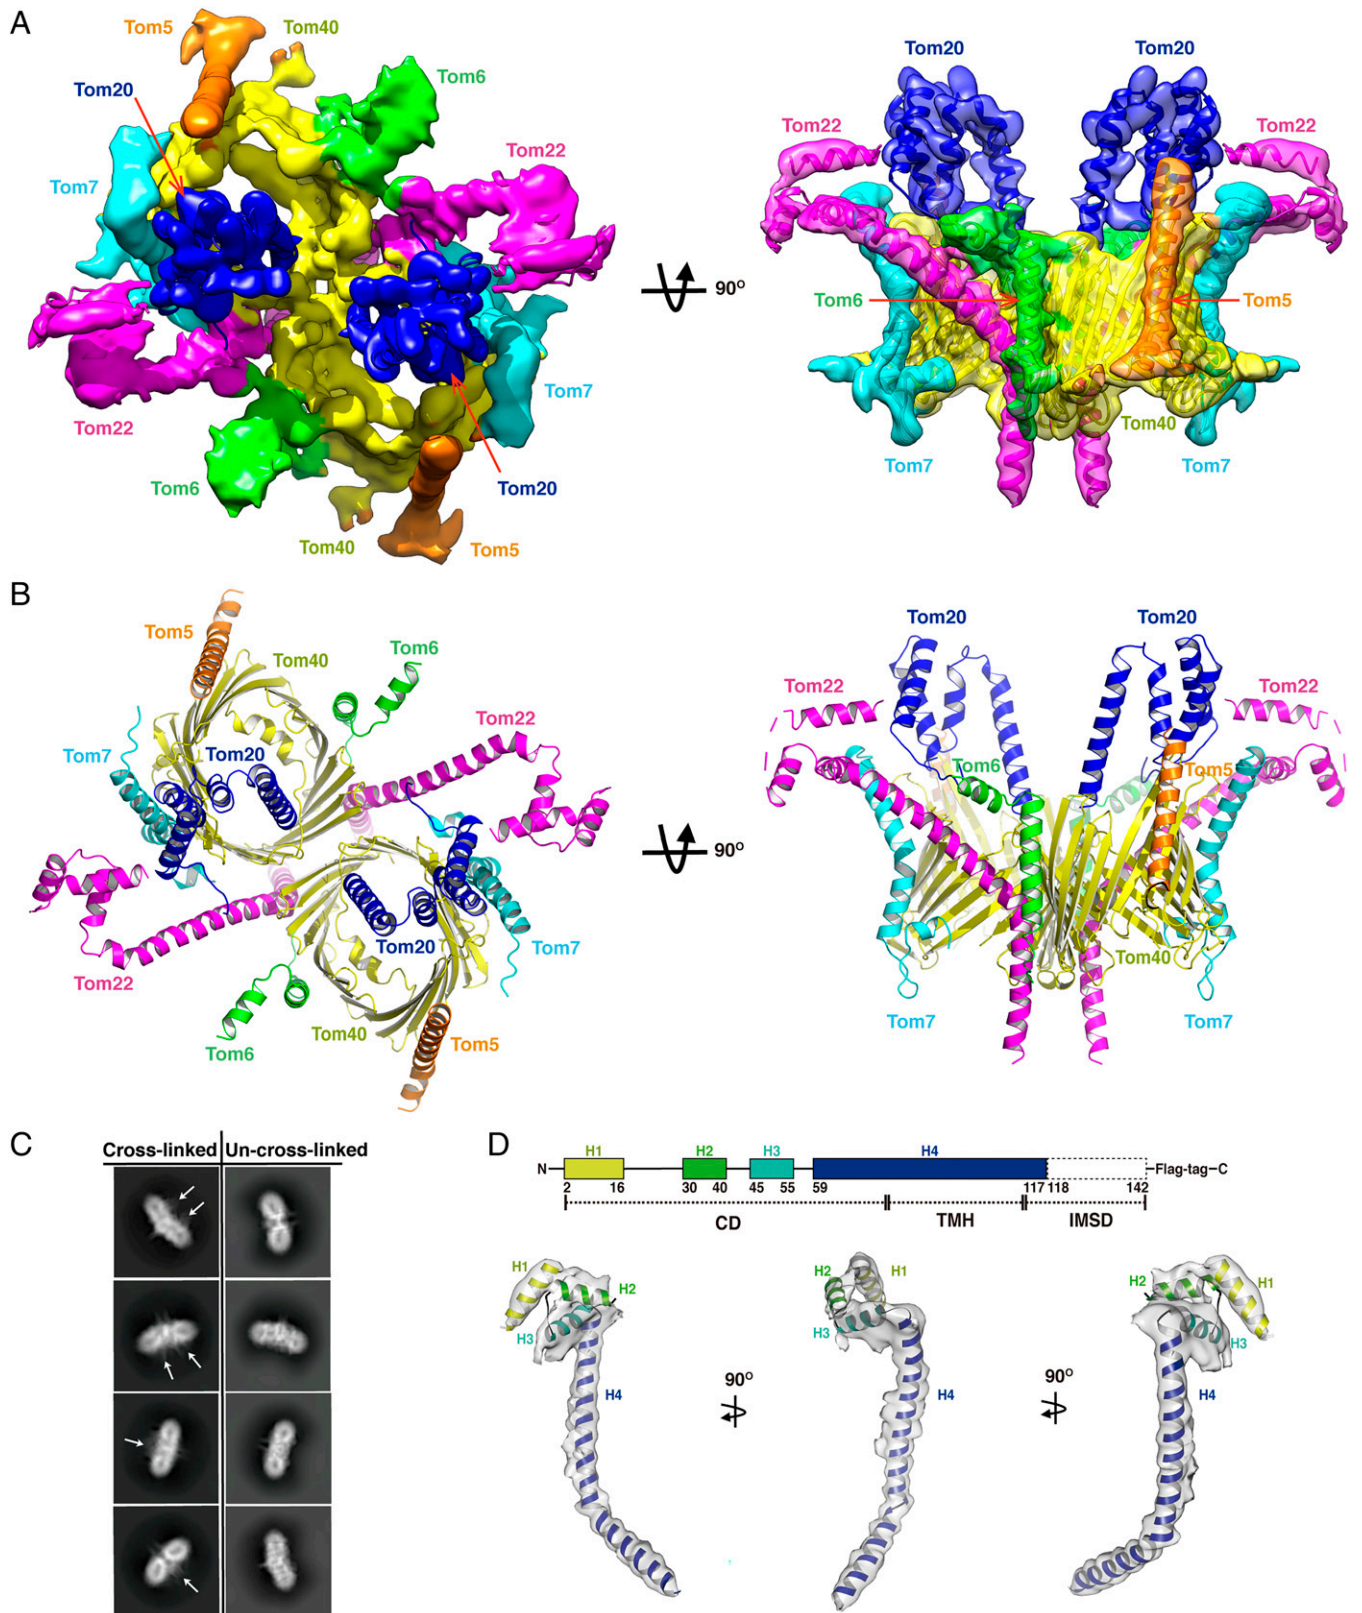 A
Tom5
Tom40
Tom20
Tom6
Tom7
Tom22
Tom22
Tom7
Tom6
Tom20
Tom40
Tom5
90°
Tom20
Tom20
Tom22
Tom22
Tom6
Tom5
Tom40
Tom7
Tom7
B
Tom5
Tom40
Tom6
Tom7
Tom20
Tom22
Tom22
Tom20
Tom7
Tom6
Tom40
Tom5
90°
Tom20
Tom20
Tom22
Tom22
Tom6
Tom5
Tom40
Tom7
Tom7
C
Cross-linked
Un-cross-linked
D
H1
H2
H3
H4
N
Flag-tag
C
2
16
30
40
45
55
59
117
118
142
CD
TMH
IMSD
H1
H2
H3
H4
90°
H2
H1
H3
H4
90°
H2
H1
H3
H4